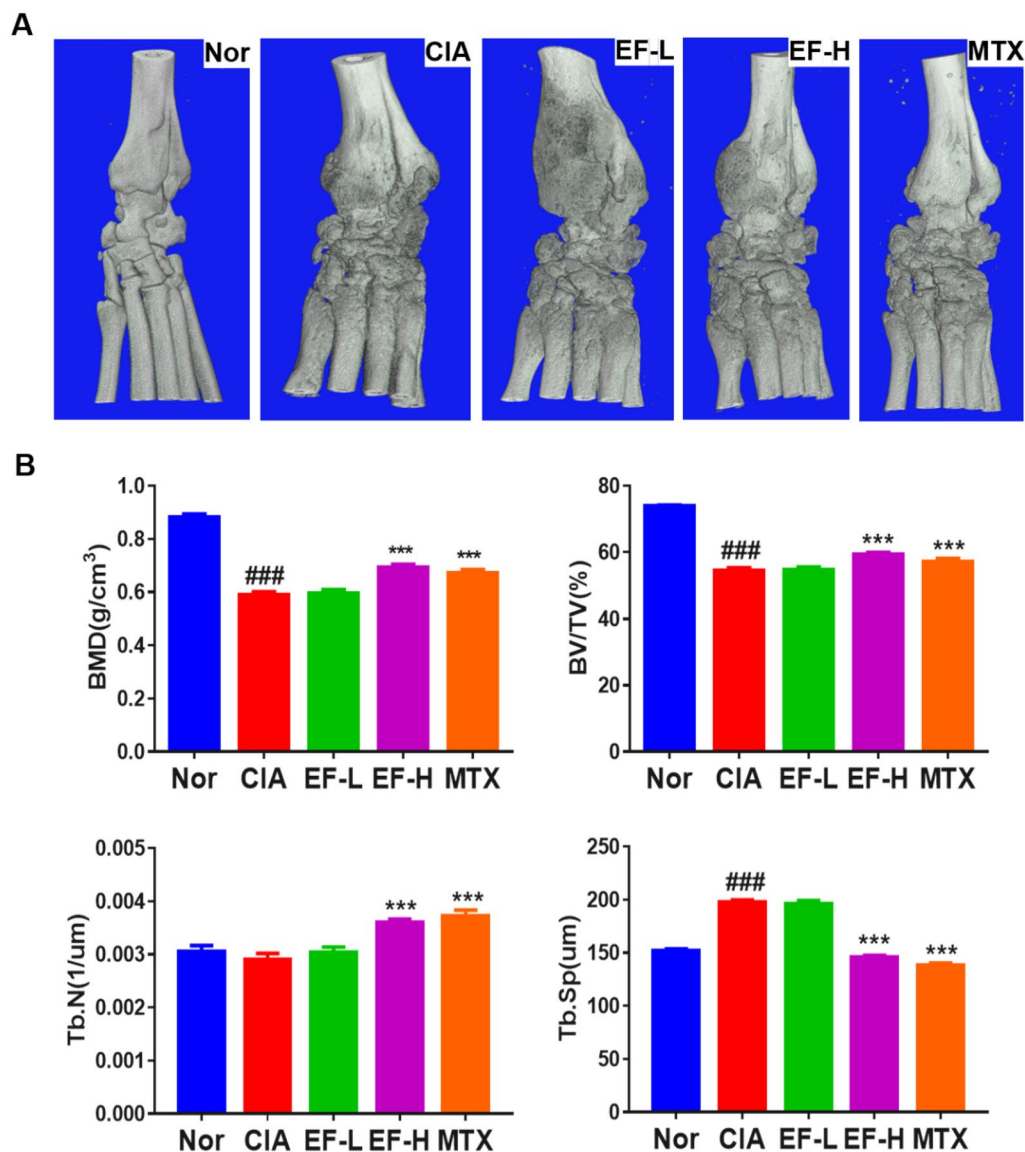 A
Nor
CIA
EF-L
EF-H
MTX
B
1.0
0.8
0.6
0.4
0.2
0.0
BMD(g/cm³)
###
***
***
Nor CIA EF-L EF-H MTX
80
60
40
20
0
BV/TV(%)
###
***
***
Nor CIA EF-L EF-H MTX
0.005
0.004
0.003
0.002
0.001
0.000
Tb.N(1/um)
***
***
Nor CIA EF-L EF-H MTX
250
200
150
100
50
0
Tb.Sp(um)
###
***
***
Nor CIA EF-L EF-H MTX